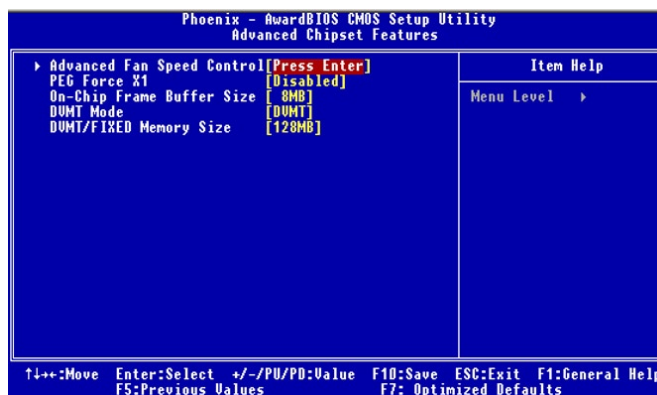 Phoenix - AwardBIOS CMOS Setup Utility
Advanced Chipset Features
Advanced Fan Speed Control[Press Enter]
PEG Force X1 [Disabled]
On-Chip Frame Buffer Size [ 8MB]
DVMT Mode [DVMT]
DVMT/FIXED Memory Size [128MB]
Item Help
Menu Level ▸
↑↓→←:Move Enter:Select +/-/PU/PD:Value F10:Save ESC:Exit F1:General Help
F5:Previous Values F7: Optimized Defaults